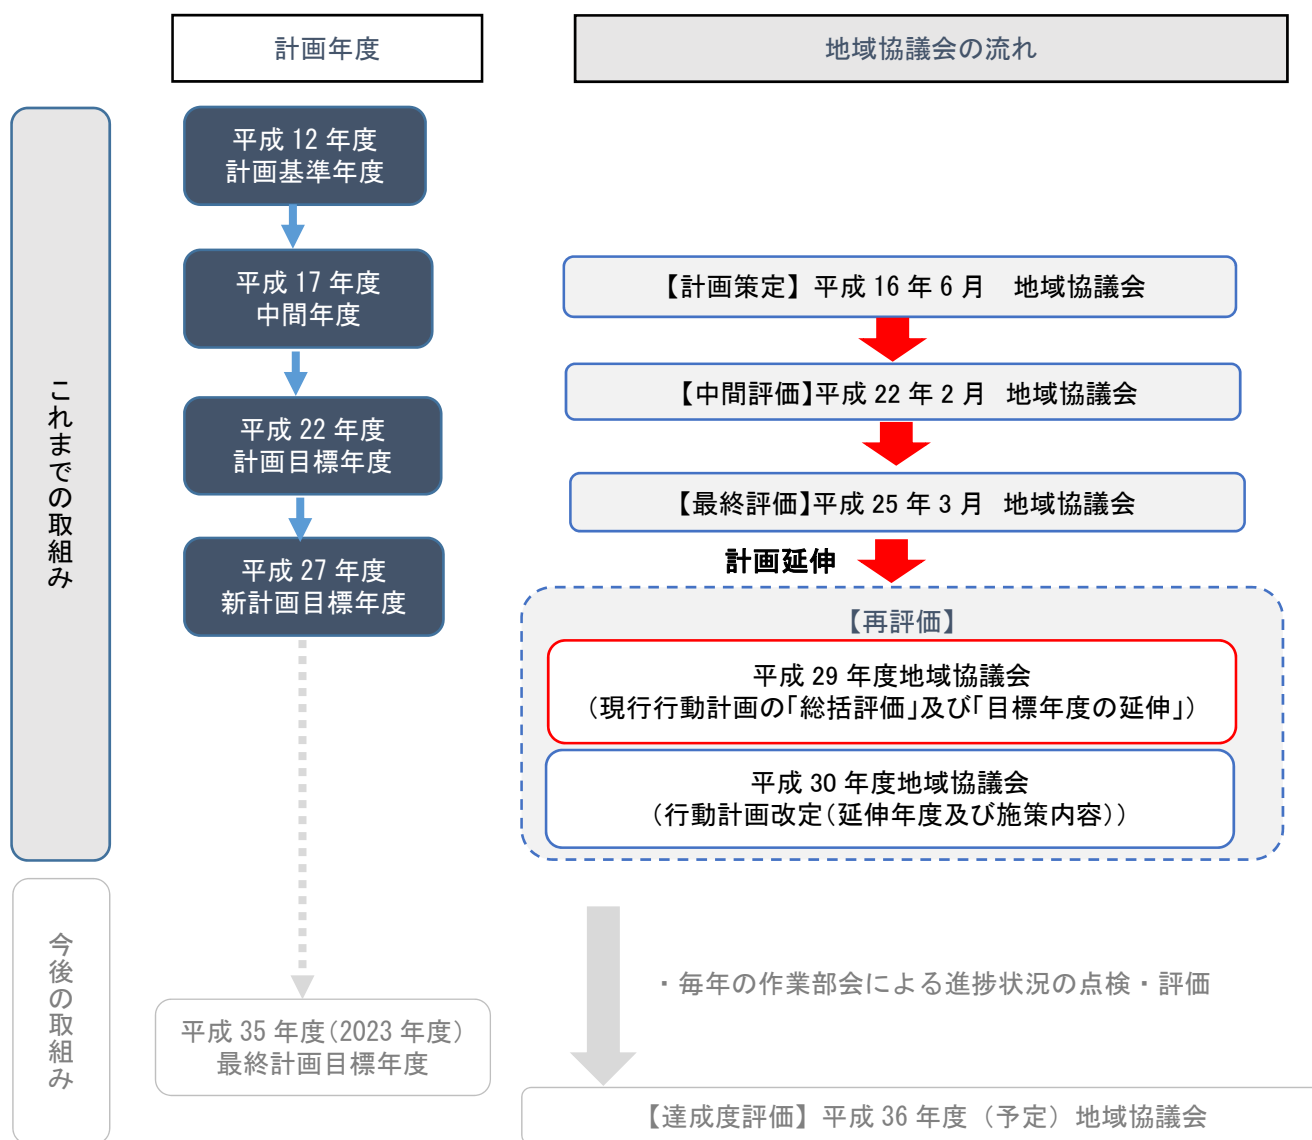 計画年度
地域協議会の流れ
これまでの取組み
平成 12 年度
計画基準年度
平成 17 年度
中間年度
平成 22 年度
計画目標年度
平成 27 年度
新計画目標年度
【計画策定】平成 16 年 6 月　地域協議会
【中間評価】平成 22 年 2 月　地域協議会
【最終評価】平成 25 年 3 月　地域協議会
計画延伸
【再評価】
平成 29 年度地域協議会
（現行行動計画の「総括評価」及び「目標年度の延伸」）
平成 30 年度地域協議会
（行動計画改定（延伸年度及び施策内容））
今後の取組み
平成 35 年度（2023 年度）
最終計画目標年度
・毎年の作業部会による進捗状況の点検・評価
【達成度評価】平成 36 年度（予定）地域協議会